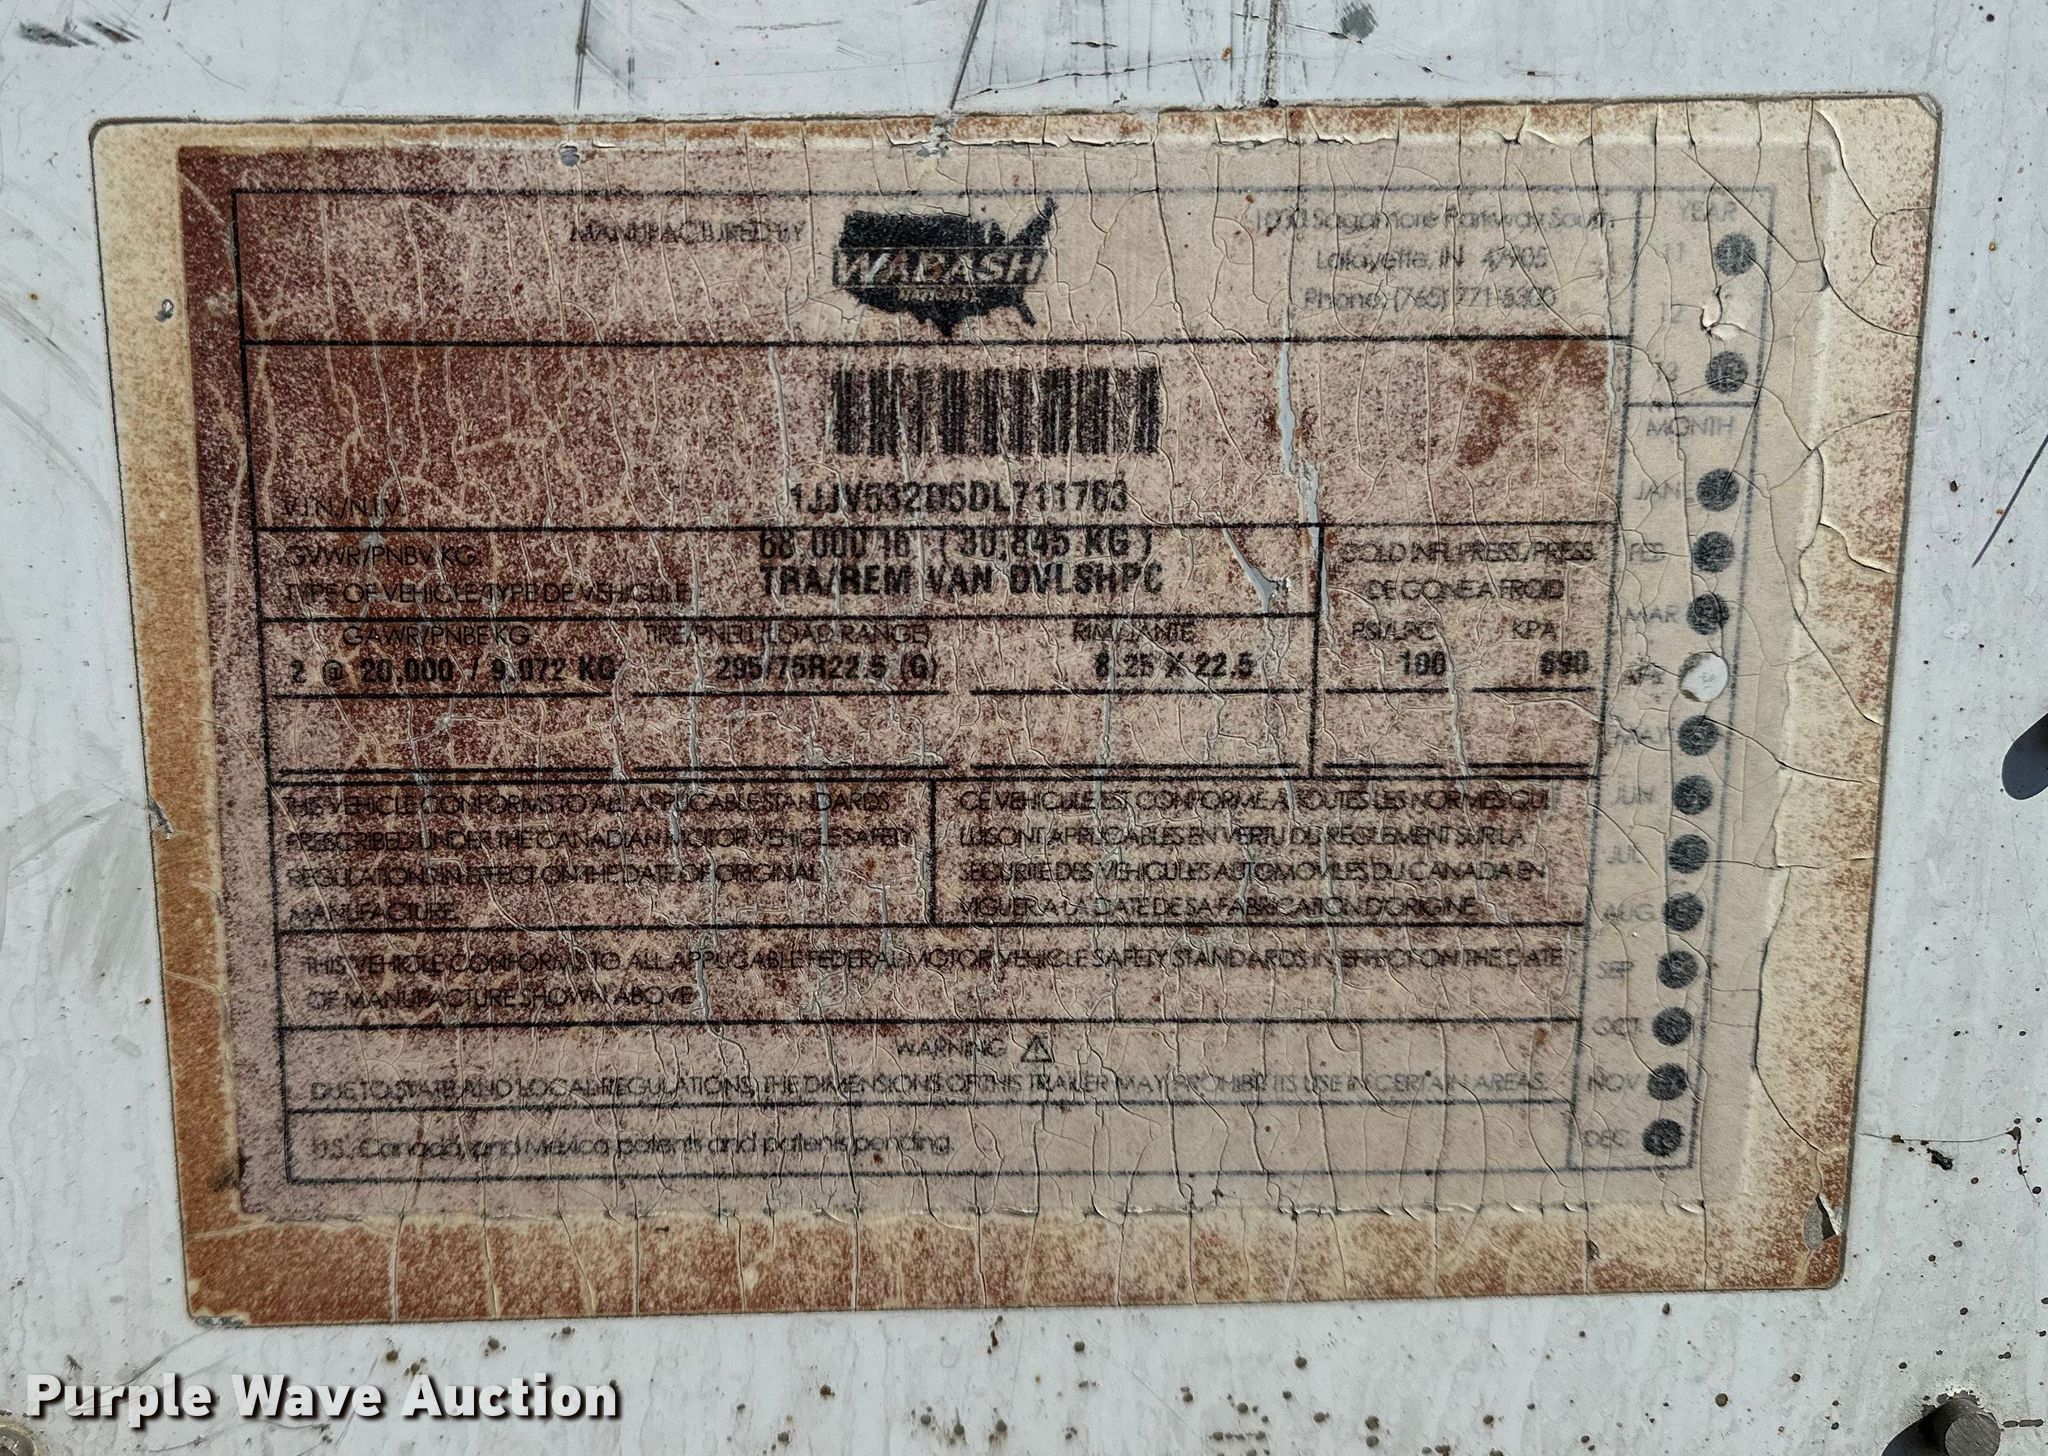 MANUFACTURED BY
WABASH
NATIONAL
1000 Sagamore Parkway South
Lafayette, IN 47905
Phone: (765) 771-5300
YEAR
11
12
13
MONTH
JAN
FEB
MAR
APR
MAY
JUN
JUL
AUG
SEP
OCT
NOV
DEC
V.I.N./N.I.V. 1JJV532D5DL711763
GVWR/PNBV KG. 68,000 lb (30,845 KG)
TYPE OF VEHICLE/TYPE DE VEHICULE TRA/REM VAN DVLSHPC
COLD INFL. PRESS./PRESS.
DE GONF. A FROID
GAWR/PNBE KG TIRE/PNEU (LOAD RANGE) RIM/JANTE PSI/LPC KPA
2 @ 20,000 / 9,072 KG 295/75R22.5 (G) 8.25 X 22.5 100 690
THIS VEHICLE CONFORMS TO ALL APPLICABLE STANDARDS
PRESCRIBED UNDER THE CANADIAN MOTOR VEHICLE SAFETY
REGULATIONS IN EFFECT ON THE DATE OF ORIGINAL
MANUFACTURE
CE VEHICULE EST CONFORME A TOUTES LES NORMES QUI
LUI SONT APPLICABLES EN VERTU DU REGLEMENT SUR LA
SECURITE DES VEHICULES AUTOMOVILES DU CANADA EN
VIGUER A LA DATE DE SA FABRICATION D'ORIGINE
THIS VEHICLE CONFORMS TO ALL APPLICABLE FEDERAL MOTOR VEHICLE SAFETY STANDARDS IN EFFECT ON THE DATE
OF MANUFACTURE SHOWN ABOVE
WARNING
DUE TO STATE AND LOCAL REGULATIONS, THE DIMENSIONS OF THIS TRAILER MAY PROHIBIT ITS USE IN CERTAIN AREAS.
U.S., Canada, and Mexico patents and patents pending.
Purple Wave Auction